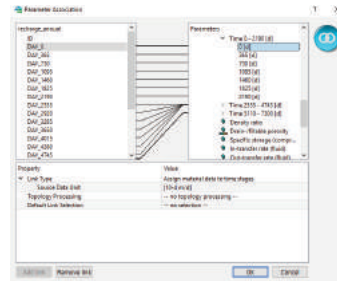 Parameter Association
recharge_annual
ID
DAY_0
DAY_365
DAY_730
DAY_1095
DAY_1460
DAY_1825
DAY_2190
DAY_2555
DAY_2920
DAY_3285
DAY_3650
DAY_4015
DAY_4380
DAY_4745
Parameters
Time 0 - 2190 [d]
0 [d]
365 [d]
730 [d]
1095 [d]
1460 [d]
1825 [d]
2190 [d]
Time 2555 - 4745 [d]
Time 5110 - 7300 [d]
Density ratio
Drain-/fillable porosity
Specific storage (compr...
In-transfer rate (fluid)
Out-transfer rate (fluid)
Property
Value
Link Type
Assign material data to time stages
Source Data Unit
Topology Processing
-- no topology processing --
Default Link Selection
-- no selection --
Add link
Remove link
OK
Cancel